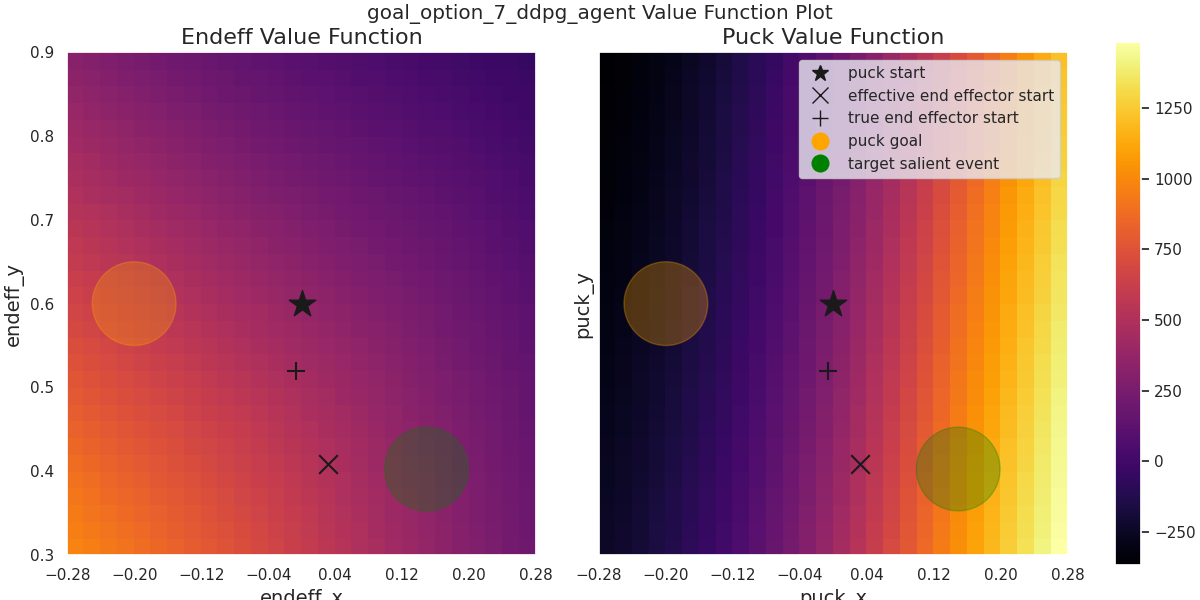 goal_option_7_ddpg_agent Value Function Plot
Endeff Value Function
Puck Value Function
puck start
effective end effector start
true end effector start
puck goal
target salient event
endeff_y
0.9
0.8
0.7
0.6
0.5
0.4
0.3
−0.28 −0.20 −0.12 −0.04 0.04 0.12 0.20 0.28
endeff_x
puck_y
−0.28 −0.20 −0.12 −0.04 0.04 0.12 0.20 0.28
puck_x
1250
1000
750
500
250
0
−250